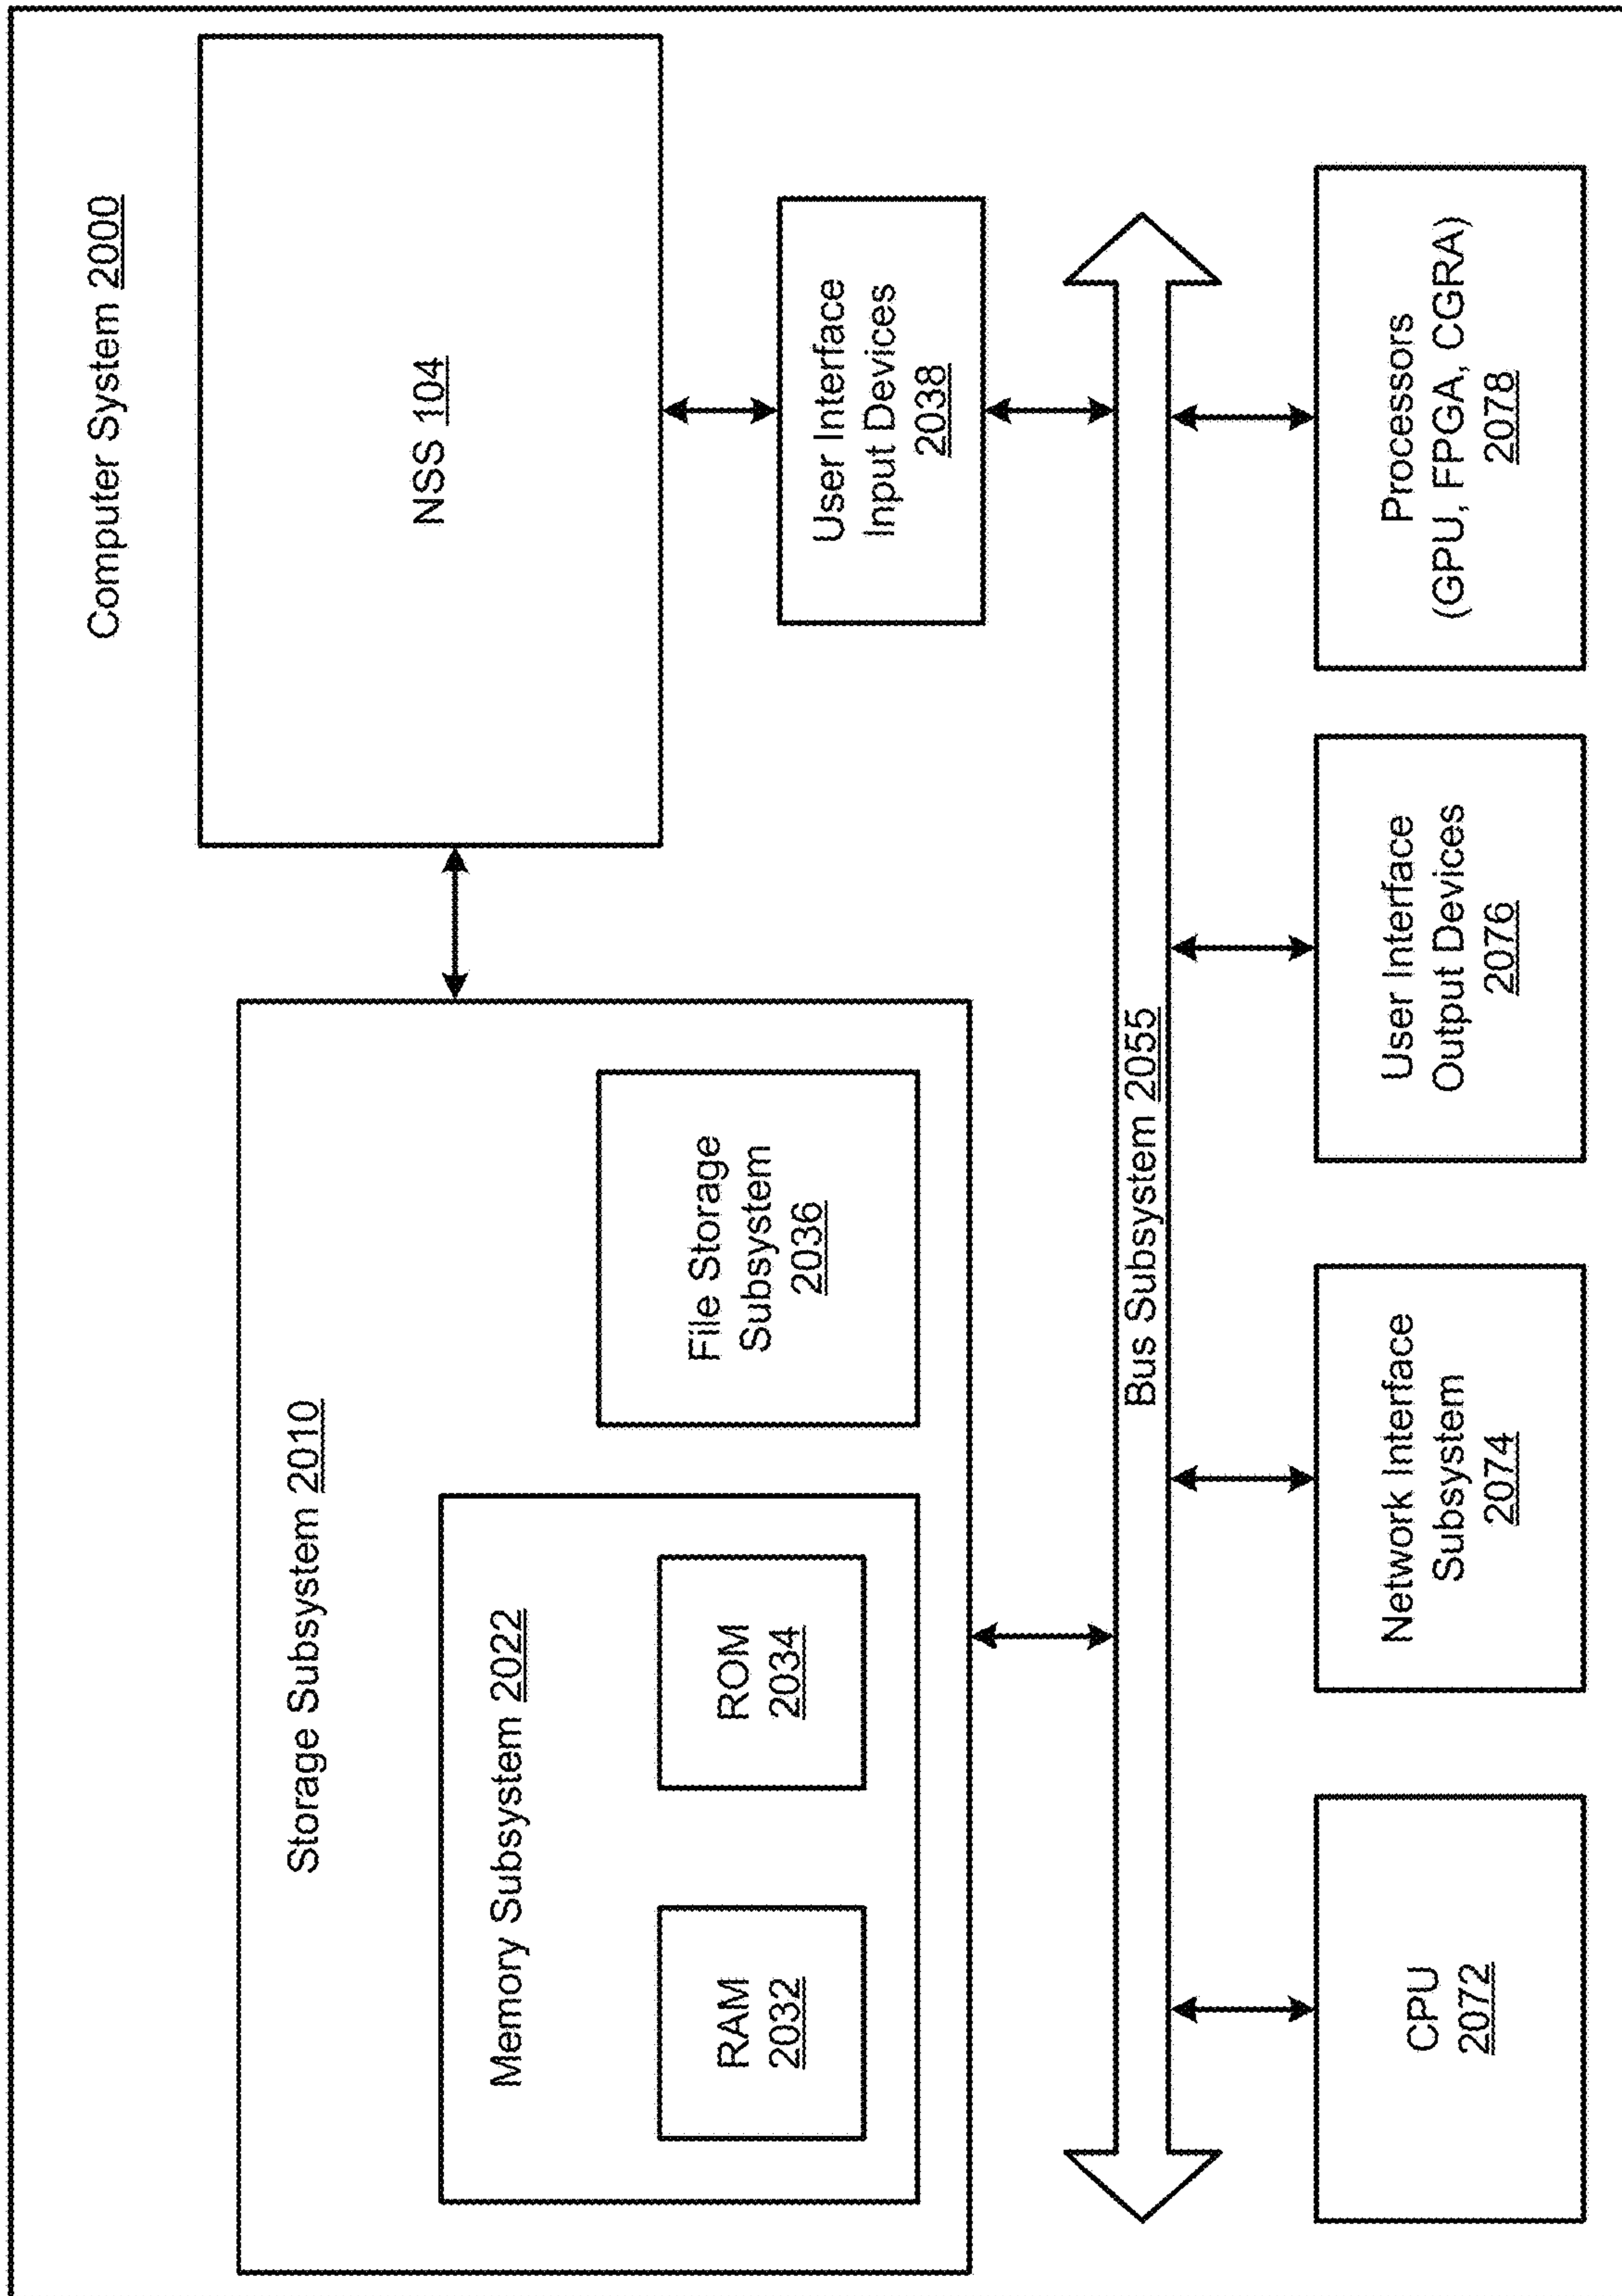 Computer System 2000
Storage Subsystem 2010
Memory Subsystem 2022
RAM
2032
ROM
2034
File Storage
Subsystem
2036
NSS 104
User Interface
Input Devices
2038
Bus Subsystem 2055
CPU
2072
Network Interface
Subsystem
2074
User Interface
Output Devices
2076
Processors
(GPU, FPGA, CGRA)
2078